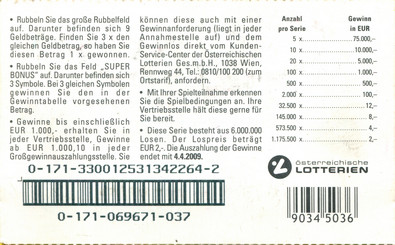 • Rubbeln Sie das große Rubbelfeld
auf. Darunter befinden sich 9
Geldbeträge. Finden Sie 3 x den
gleichen Geldbetrag, so haben Sie
diesen Betrag 1 x gewonnen.
• Rubbeln Sie das Feld „SUPER
BONUS" auf. Darunter befinden sich
3 Symbole. Bei 3 gleichen Symbolen
gewinnen Sie den in der
Gewinntabelle vorgesehenen
Betrag.
• Gewinne bis einschließlich
EUR 1.000,- erhalten Sie in
jeder Vertriebsstelle, Gewinne
ab EUR 1.000,10 in jeder
Großgewinnauszahlungsstelle. Sie
können diese auch mit einer
Gewinnanforderung (liegt in jeder
Annahmestelle auf) und dem
Gewinnlos direkt vom Kunden-
Service-Center der Österreichischen
Lotterien Ges.m.b.H., 1038 Wien,
Rennweg 44, Tel.: 0810/100 200 (zum
Ortstarif), anfordern.
• Mit Ihrer Spielteilnahme erkennen
Sie die Spielbedingungen an. Ihre
Vertriebsstelle hält diese gerne für
Sie bereit.
• Diese Serie besteht aus 6.000.000
Losen. Der Lospreis beträgt
EUR 2,-. Die Auszahlung der Gewinne
endet mit 4.4.2009.
Anzahl Gewinn
pro Serie in EUR
5 x 75.000,–
10 x 7.500,–
20 x 5.000,–
100 x 1.000,–
500 x 500,–
2.000 x 100,–
32.500 x 12,–
145.000 x 8,–
573.500 x 4,–
1.175.500 x 2,–
österreichische
LOTTERIEN
0-171-33001253134226​4-2
0-171-069671-037
9034 5036